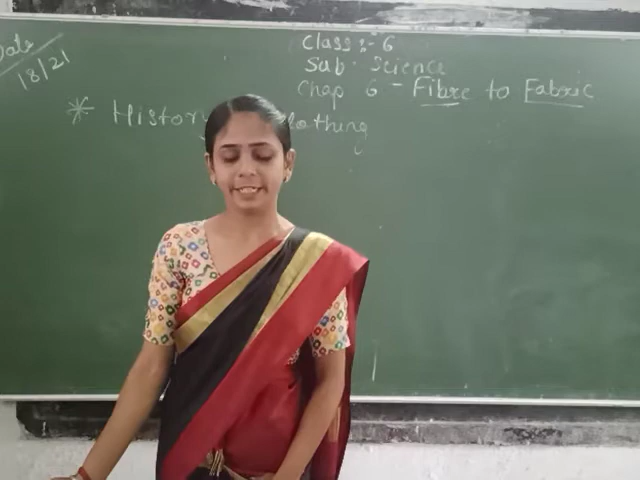 Date
18/21
Class :- 6
Sub : Science
Chap 6 - Fibre to Fabric
* History lothing